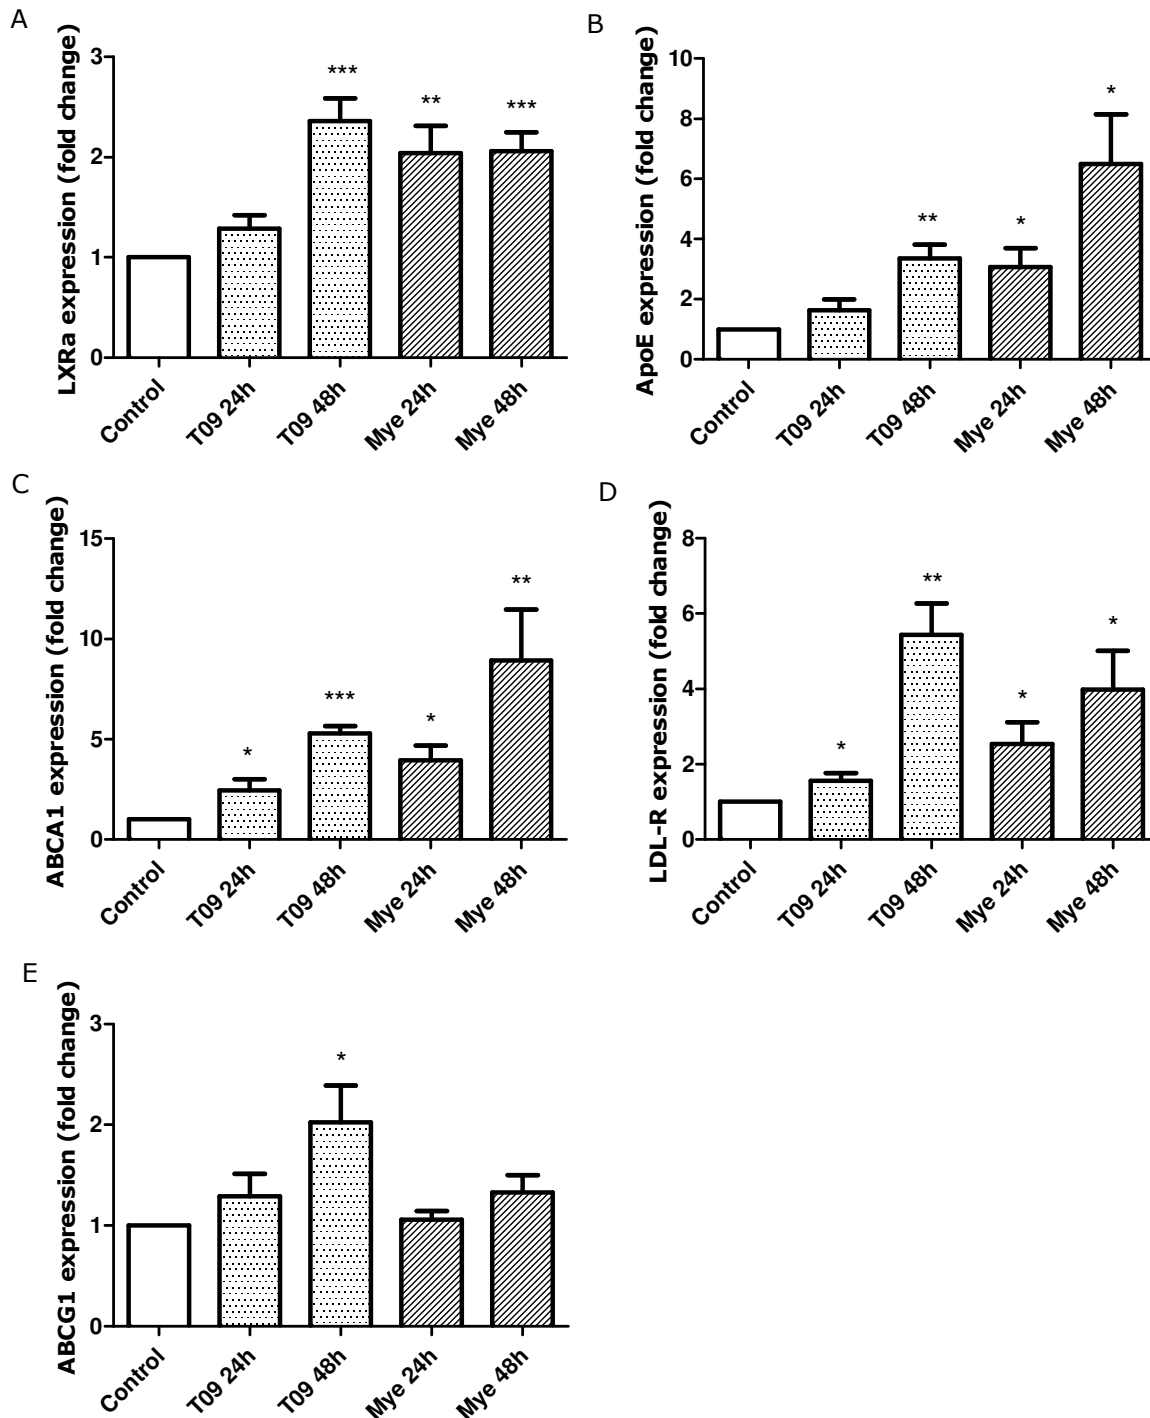 A
LXRa expression (fold change)
3
2
1
0
***
**
***
Control
T09 24h
T09 48h
Mye 24h
Mye 48h
B
ApoE expression (fold change)
10
8
6
4
2
0
**
*
*
Control
T09 24h
T09 48h
Mye 24h
Mye 48h
C
ABCA1 expression (fold change)
15
10
5
0
*
***
*
**
Control
T09 24h
T09 48h
Mye 24h
Mye 48h
D
LDL-R expression (fold change)
8
6
4
2
0
*
**
*
*
Control
T09 24h
T09 48h
Mye 24h
Mye 48h
E
ABCG1 expression (fold change)
3
2
1
0
*
Control
T09 24h
T09 48h
Mye 24h
Mye 48h